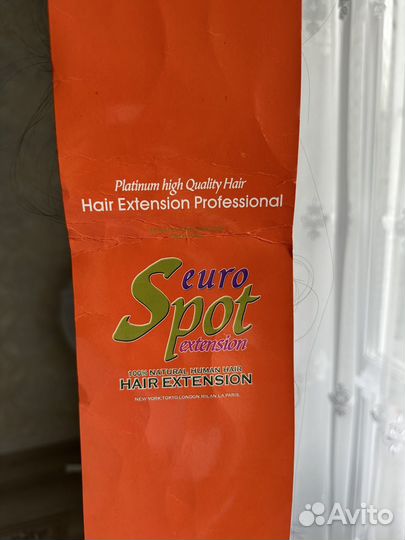 Platinum high Quality Hair
Hair Extension Professional
euro
Spot
extension
100% NATURAL HUMAN HAIR
HAIR EXTENSION
NEW YORK.TOKYO.LONDON.MILAN.LA.PARIS.
Avito